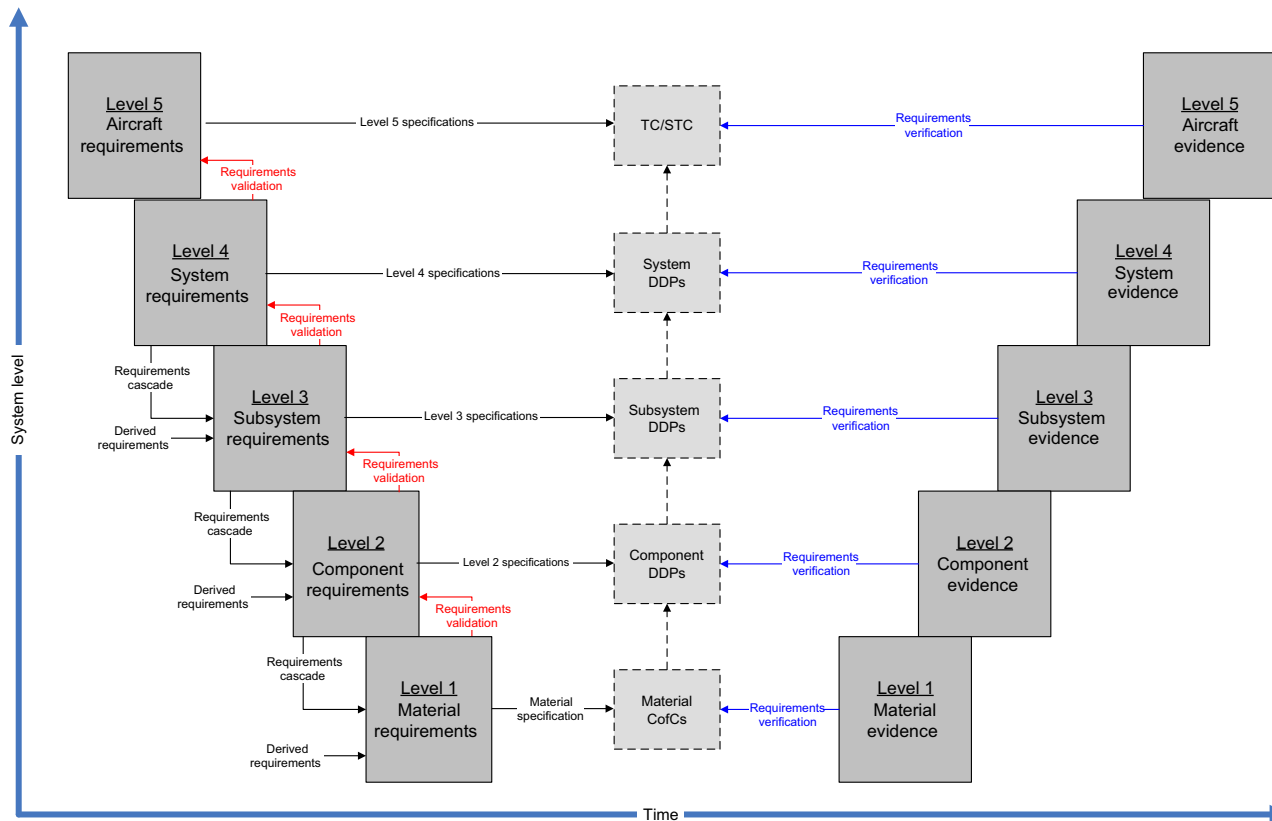 Level 5
Aircraft
requirements
Level 5 specifications
TC/STC
Requirements
verification
Level 5
Aircraft
evidence
Requirements
validation
Level 4
System
requirements
Level 4 specifications
System
DDPs
Requirements
verification
Level 4
System
evidence
Requirements
validation
Requirements
cascade
Derived
requirements
Level 3
Subsystem
requirements
Level 3 specifications
Subsystem
DDPs
Requirements
verification
Level 3
Subsystem
evidence
Requirements
validation
Requirements
cascade
Derived
requirements
Level 2
Component
requirements
Level 2 specifications
Component
DDPs
Requirements
verification
Level 2
Component
evidence
Requirements
validation
Requirements
cascade
Derived
requirements
Level 1
Material
requirements
Material
specification
Material
CofCs
Requirements
verification
Level 1
Material
evidence
System level
Time